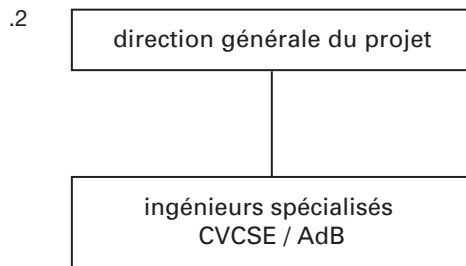 .2
direction générale du projet
ingénieurs spécialisés
CVCSE / AdB